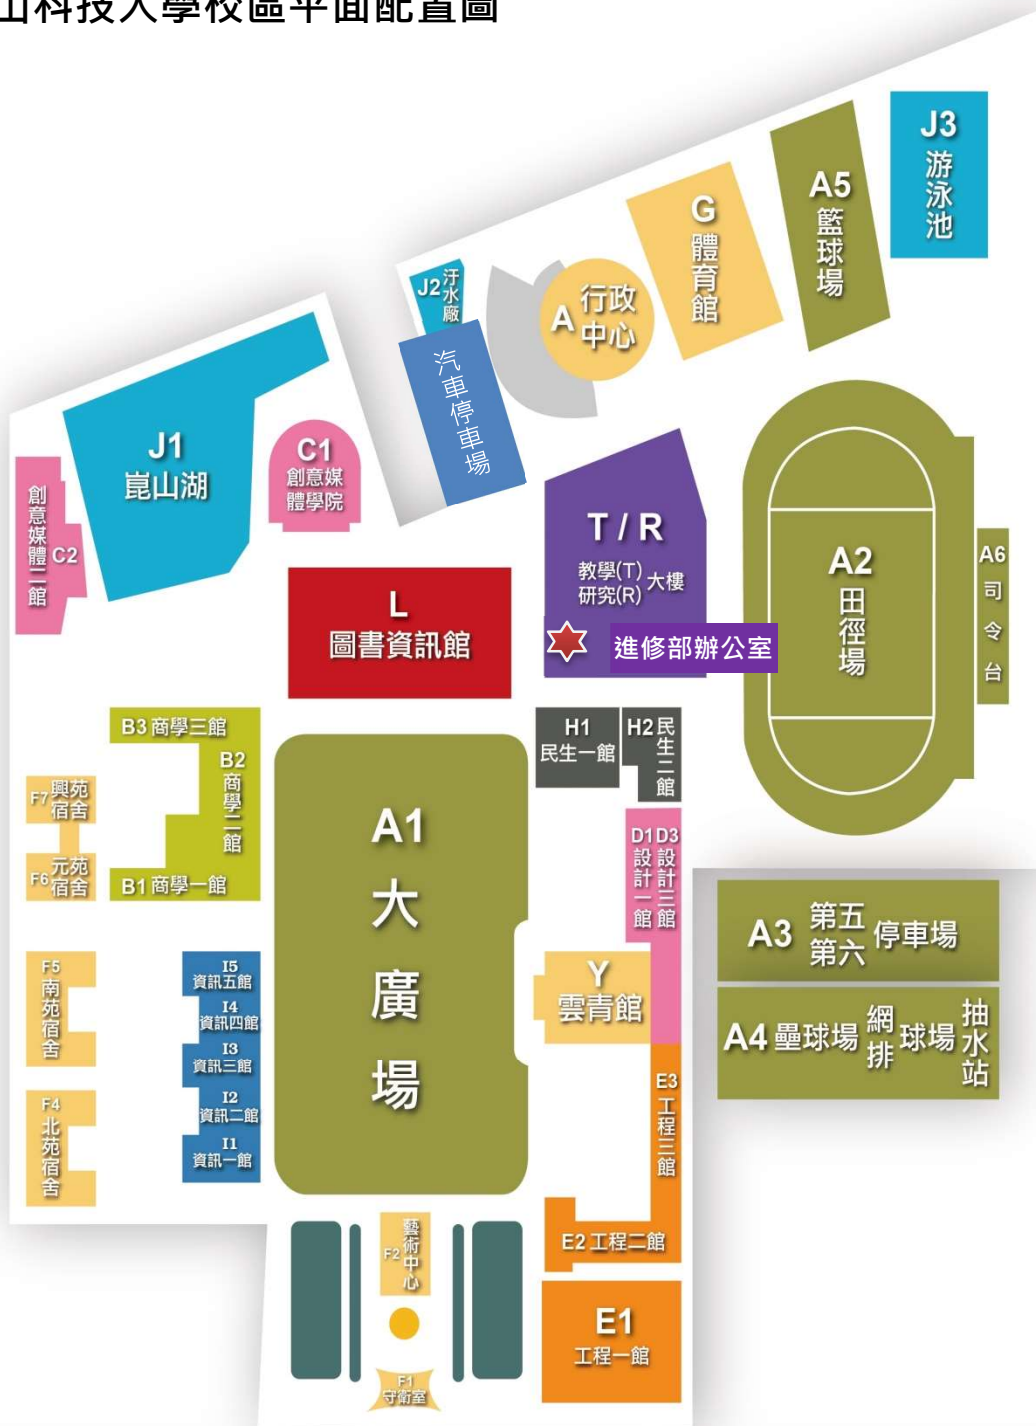 山科技大學校區平面配置圖
J3
游泳池
A5
籃球場
G
體育館
J2 汙水廠
A 行政中心
汽車停車場
J1
崑山湖
C1
創意媒
體學院
C2 創意媒體二館
T / R
教學(T)
研究(R) 大樓
進修部辦公室
A2
田徑場
A6
司令台
L
圖書資訊館
B3 商學三館
B2
商學二館
B1 商學一館
H1
民生一館
H2 民生二館
F7 興苑宿舍
F6 元苑宿舍
A1
大廣場
D1
設計一館
D3
設計三館
A3 第五第六停車場
A4 壘球場 網排球場 抽水站
Y
雲青館
F5
南苑宿舍
I5
資訊五館
I4
資訊四館
I3
資訊三館
I2
資訊二館
I1
資訊一館
F4
北苑宿舍
E3
工程三館
E2 工程二館
E1
工程一館
F2 藝術中心
F1
守衛室